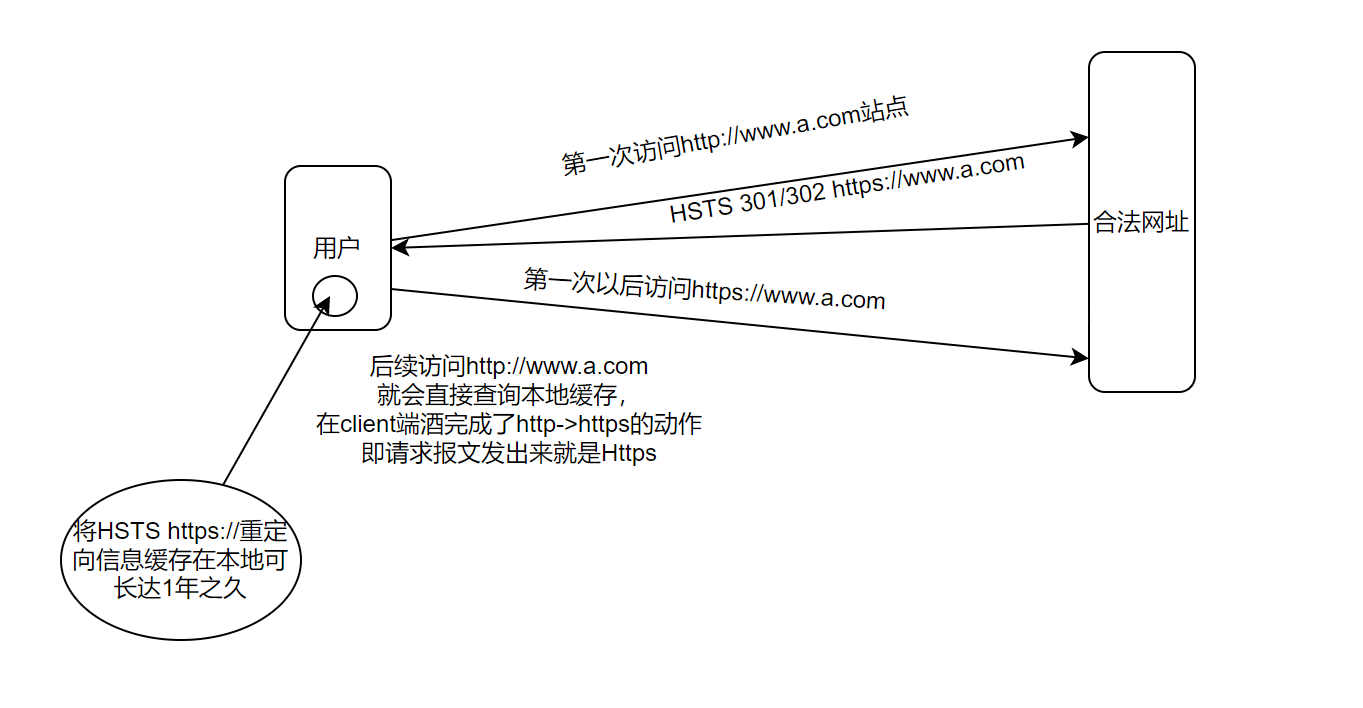 第一次访问http://www.a.com站点
HSTS 301/302 https://www.a.com
合法网址
用户
第一次以后访问https://www.a.com
后续访问http://www.a.com
就会直接查询本地缓存，
在client端酒完成了http->https的动作
即请求报文发出来就是Https
将HSTS https://重定
向信息缓存在本地可
长达1年之久